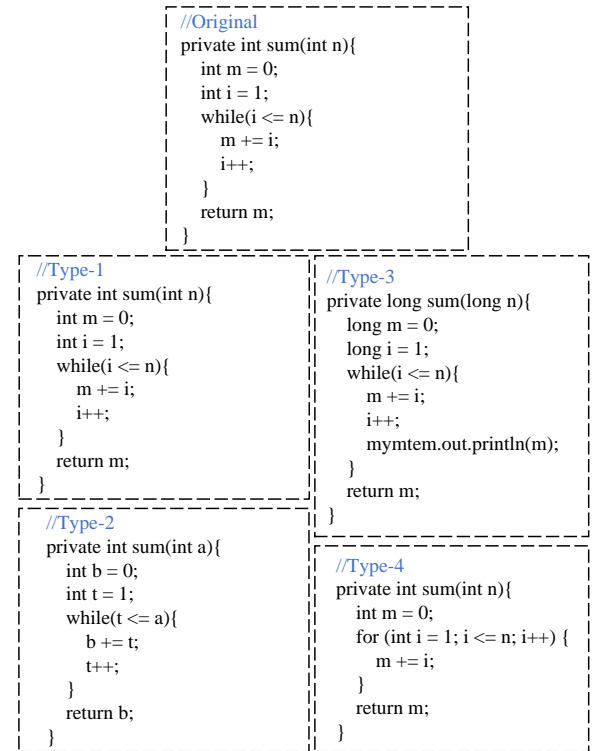 //Original
private int sum(int n){
int m = 0;
int i = 1;
while(i <= n){
m += i;
i++;
}
return m;
}
//Type-1
private int sum(int n){
int m = 0;
int i = 1;
while(i <= n){
m += i;
i++;
}
return m;
}
//Type-2
private int sum(int a){
int b = 0;
int t = 1;
while(t <= a){
b += t;
t++;
}
return b;
}
//Type-3
private long sum(long n){
long m = 0;
long i = 1;
while(i <= n){
m += i;
i++;
mymtem.out.println(m);
}
return m;
}
//Type-4
private int sum(int n){
int m = 0;
for (int i = 1; i <= n; i++) {
m += i;
}
return m;
}